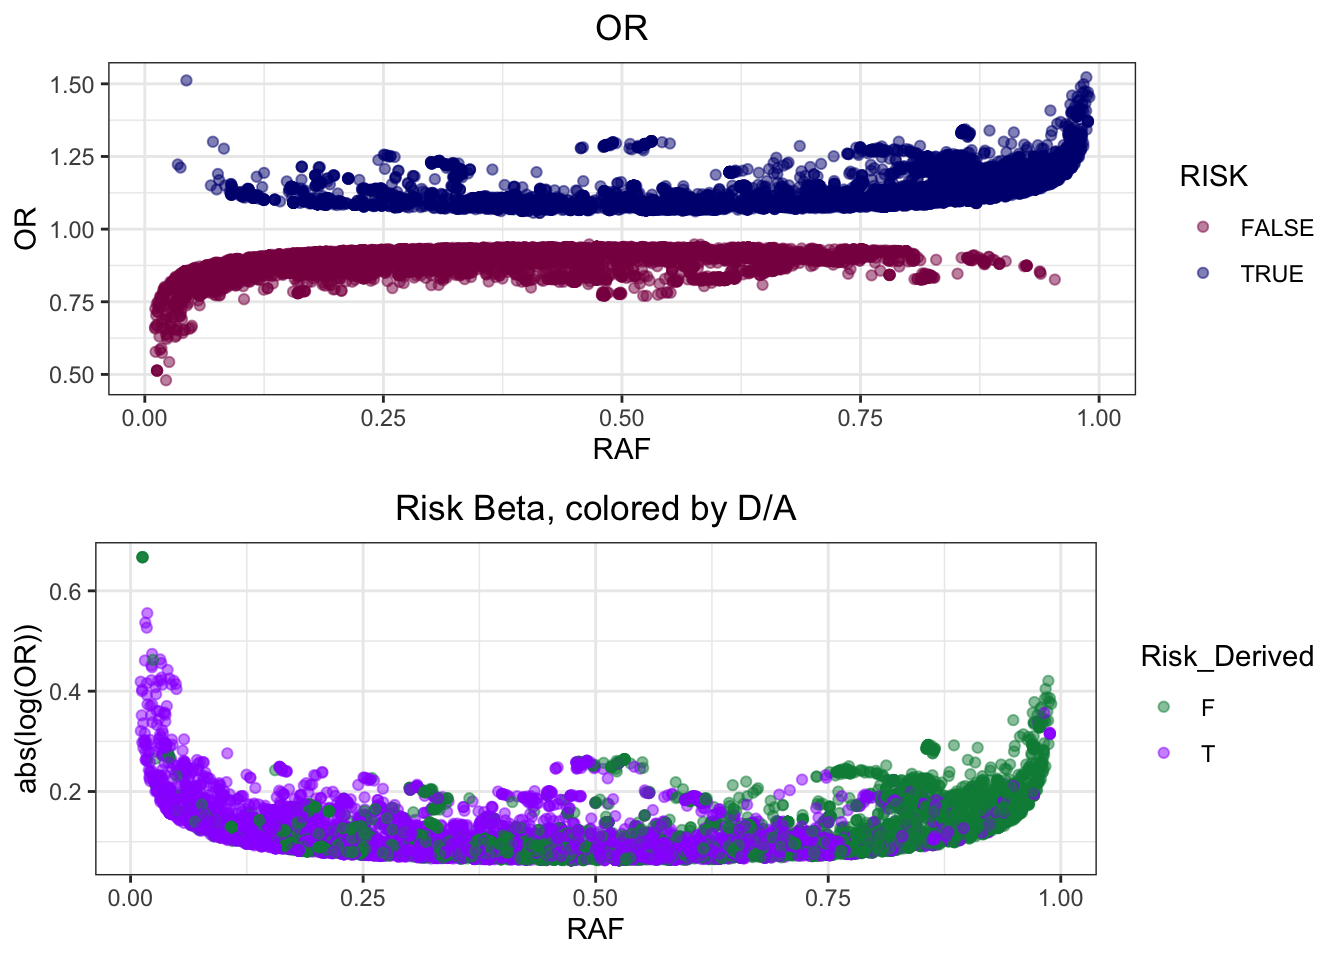 OR
1.50
1.25
1.00
0.75
0.50
OR
0.00 0.25 0.50 0.75 1.00
RAF
RISK
FALSE
TRUE
Risk Beta, colored by D/A
0.6
0.4
0.2
abs(log(OR))
0.00 0.25 0.50 0.75 1.00
RAF
Risk_Derived
F
T